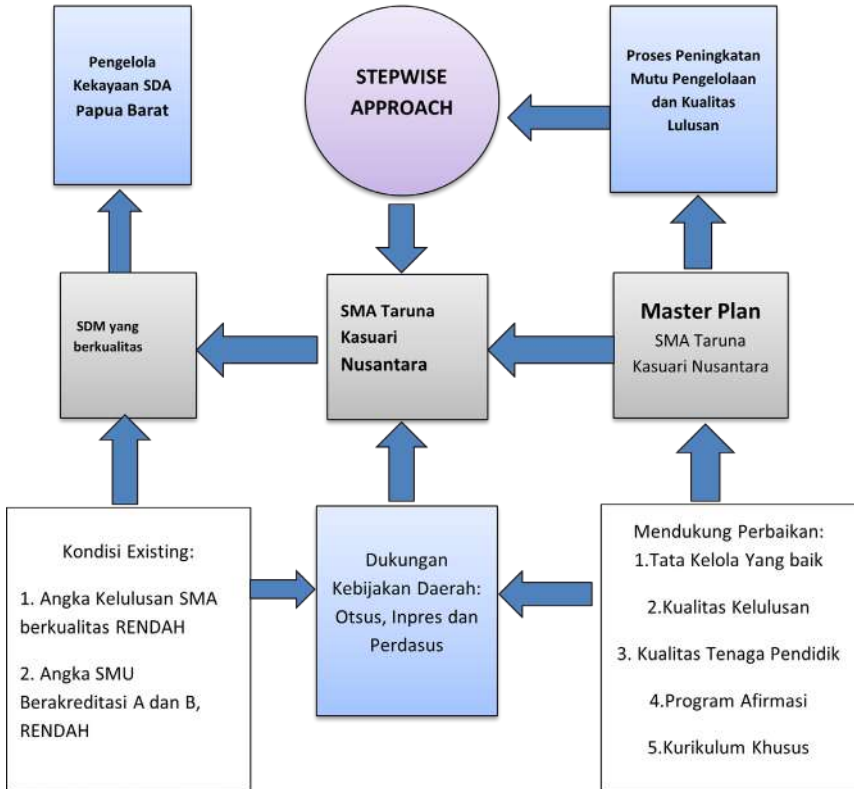 Pengelola
Kekayaan SDA
Papua Barat
STEPWISE
APPROACH
Proses Peningkatan
Mutu Pengelolaan
dan Kualitas
Lulusan
SDM yang
berkualitas
SMA Taruna
Kasuari
Nusantara
Master Plan
SMA Taruna
Kasuari Nusantara
Kondisi Existing:
1. Angka Kelulusan SMA
berkualitas RENDAH
2. Angka SMU
Berakreditasi A dan B,
RENDAH
Dukungan
Kebijakan Daerah:
Otsus, Inpres dan
Perdasus
Mendukung Perbaikan:
1.Tata Kelola Yang baik
2.Kualitas Kelulusan
3. Kualitas Tenaga Pendidik
4.Program Afirmasi
5.Kurikulum Khusus